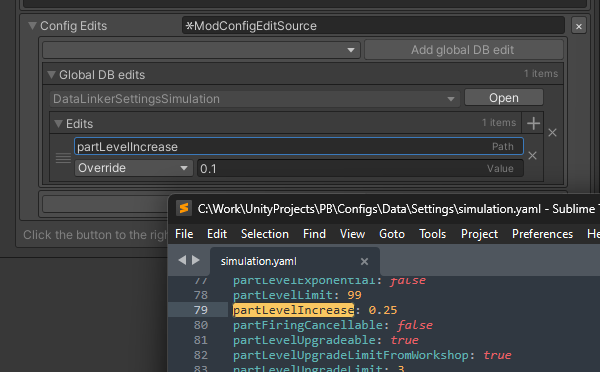 Config Edits
✲ModConfigEditSource
Add global DB edit
Global DB edits
1 items
DataLinkerSettingsSimulation
Open
Edits
1 items
partLevelIncrease
Path
Override
0.1
Value
Click the button to the righ
C:\Work\UnityProjects\PB\Configs\Data\Settings\simulation.yaml - Sublime T
File Edit Selection Find View Goto Tools Project Preferences He
simulation.yaml
77 partLevelExponential: false
78 partLevelLimit: 99
79 partLevelIncrease: 0.25
80 partFiringCancellable: false
81 partLevelUpgradeable: true
82 partLevelUpgradeLimitFromWorkshop: true
83 partLevelUpgradeLimit: 3